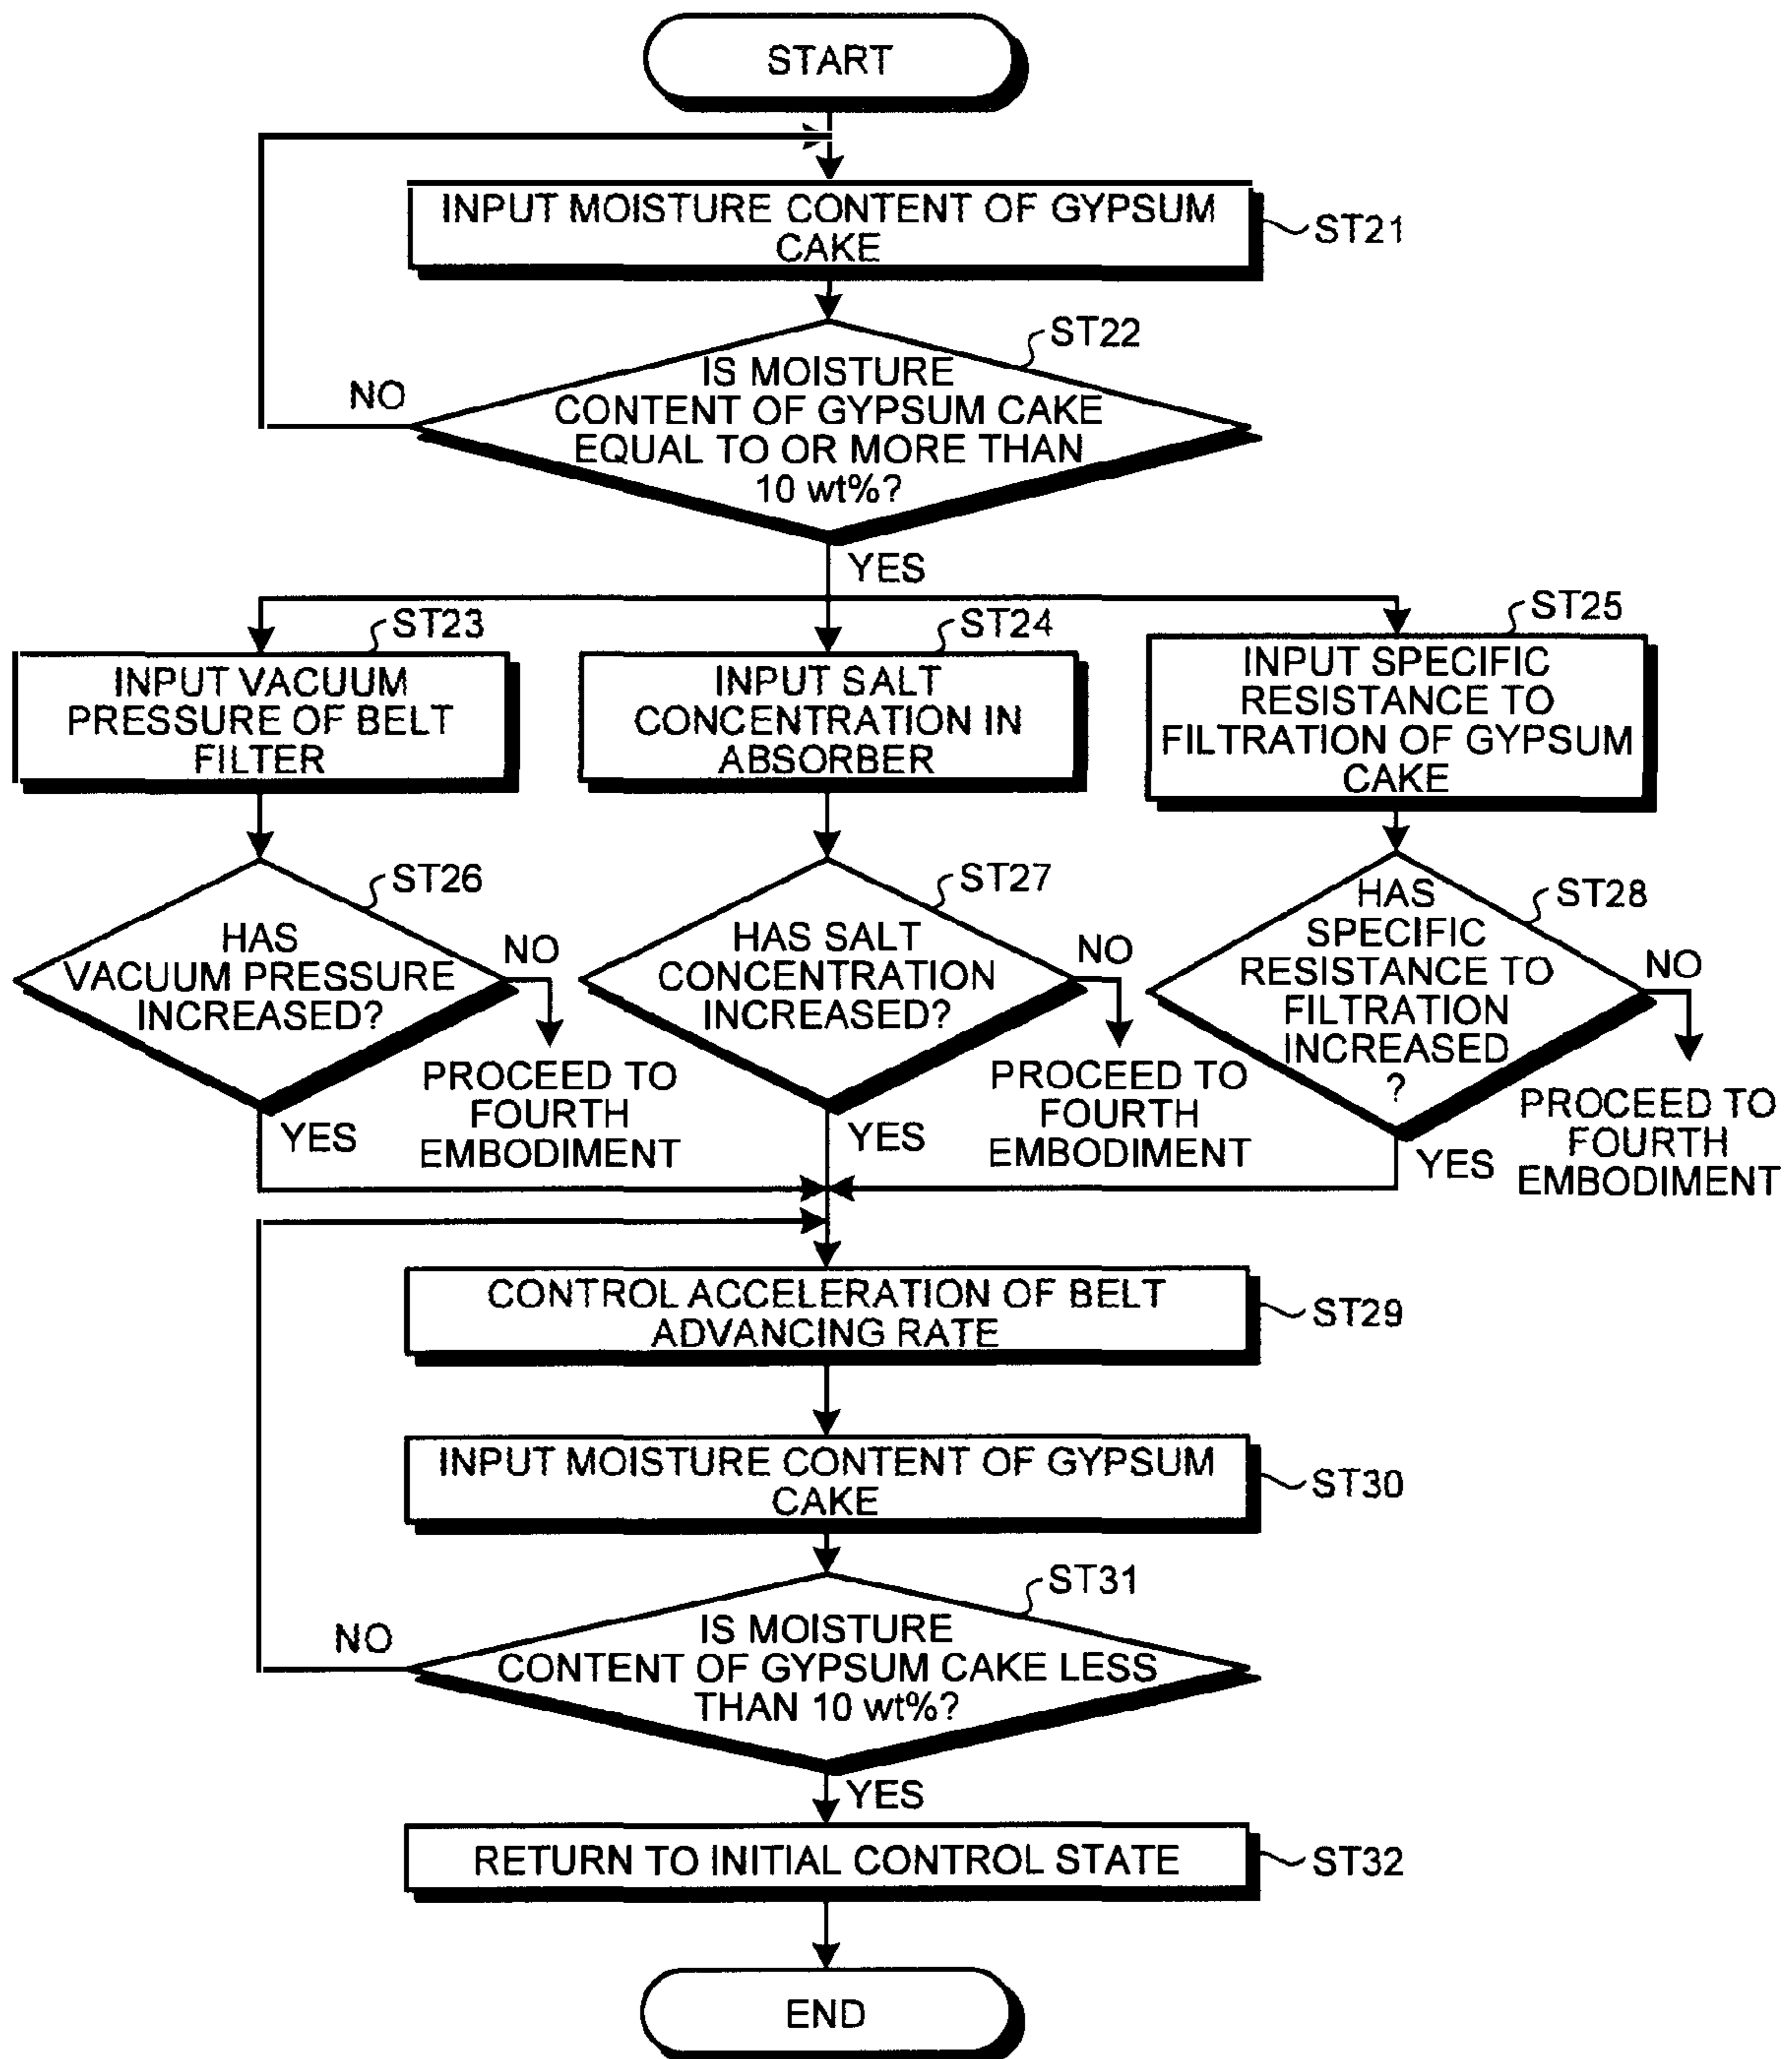 START
INPUT MOISTURE CONTENT OF GYPSUM
CAKE
ST21
ST22
IS MOISTURE
CONTENT OF GYPSUM CAKE
EQUAL TO OR MORE THAN
10 wt%?
NO
YES
ST23
INPUT VACUUM
PRESSURE OF BELT
FILTER
ST24
INPUT SALT
CONCENTRATION IN
ABSORBER
ST25
INPUT SPECIFIC
RESISTANCE TO
FILTRATION OF GYPSUM
CAKE
ST26
HAS
VACUUM PRESSURE
INCREASED?
NO
PROCEED TO
FOURTH
EMBODIMENT
YES
ST27
HAS SALT
CONCENTRATION
INCREASED?
NO
PROCEED TO
FOURTH
EMBODIMENT
YES
ST28
HAS
SPECIFIC
RESISTANCE TO
FILTRATION
INCREASED
?
NO
PROCEED TO
FOURTH
EMBODIMENT
YES
CONTROL ACCELERATION OF BELT
ADVANCING RATE
ST29
INPUT MOISTURE CONTENT OF GYPSUM
CAKE
ST30
ST31
IS MOISTURE
CONTENT OF GYPSUM CAKE LESS
THAN 10 wt%?
NO
YES
RETURN TO INITIAL CONTROL STATE
ST32
END